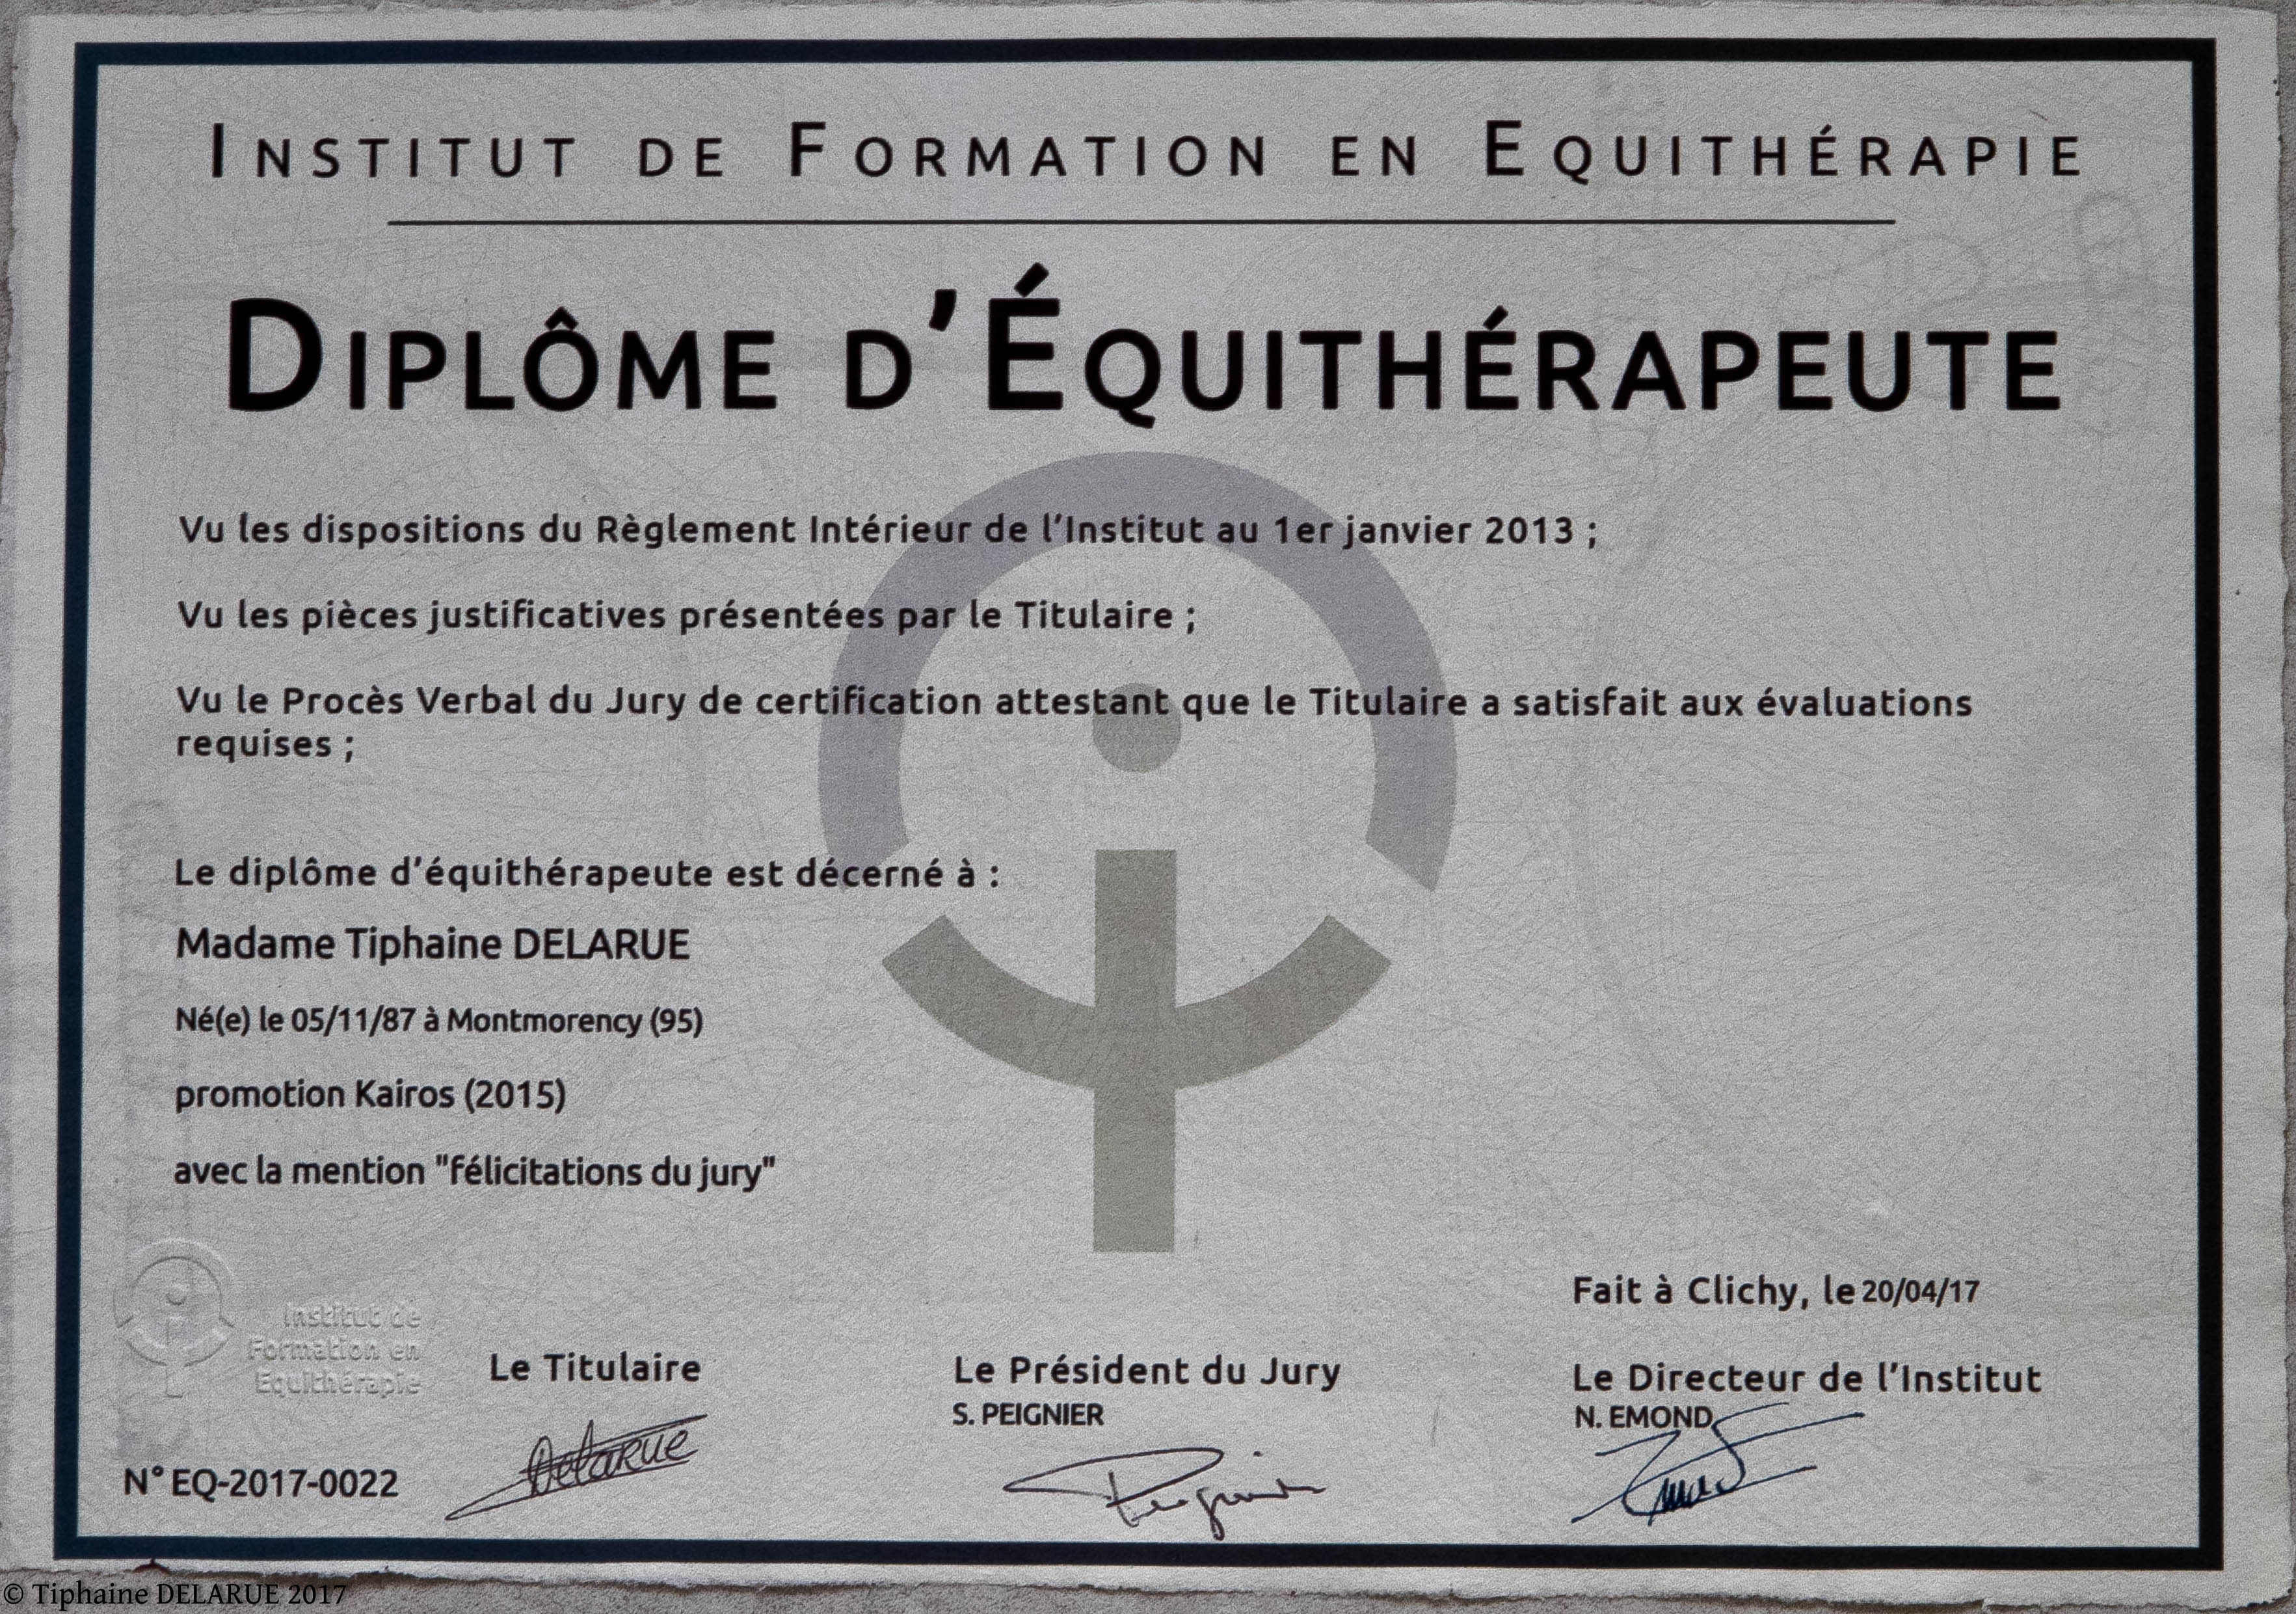 Institut de Formation en Equithérapie
Diplôme d'Équithérapeute
Vu les dispositions du Règlement Intérieur de l'Institut au 1er janvier 2013 ;
Vu les pièces justificatives présentées par le Titulaire ;
Vu le Procès Verbal du Jury de certification attestant que le Titulaire a satisfait aux évaluations
requises ;
Le diplôme d'équithérapeute est décerné à :
Madame Tiphaine DELARUE
Né(e) le 05/11/87 à Montmorency (95)
promotion Kairos (2015)
avec la mention "félicitations du jury"
Institut de
Formation en
Equithérapie
Fait à Clichy, le 20/04/17
Le Titulaire
Le Président du Jury
Le Directeur de l'Institut
S. PEIGNIER
N. EMOND
Delarue
N° EQ-2017-0022
© Tiphaine DELARUE 2017